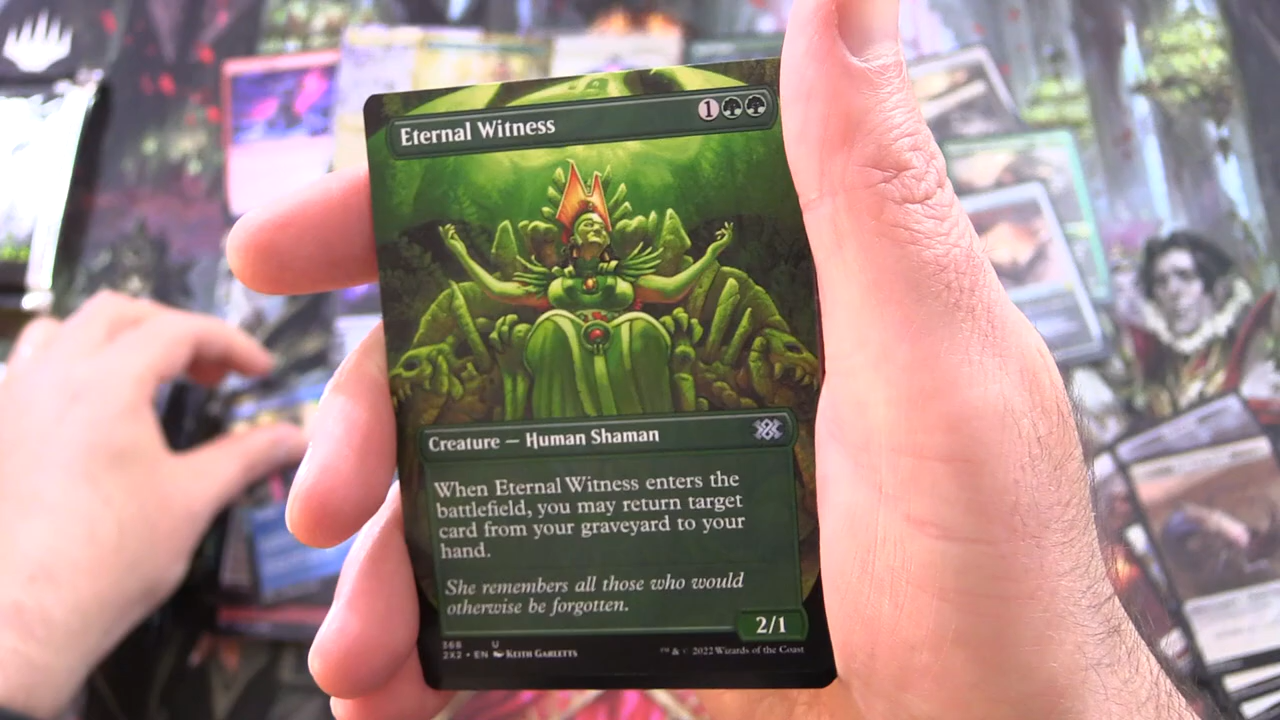 Eternal Witness
1
Creature — Human Shaman
When Eternal Witness enters the
battlefield, you may return target
card from your graveyard to your
hand.
She remembers all those who would
otherwise be forgotten.
2/1
368 U
2X2 • EN Keith Garletts
™ & © 2022 Wizards of the Coast